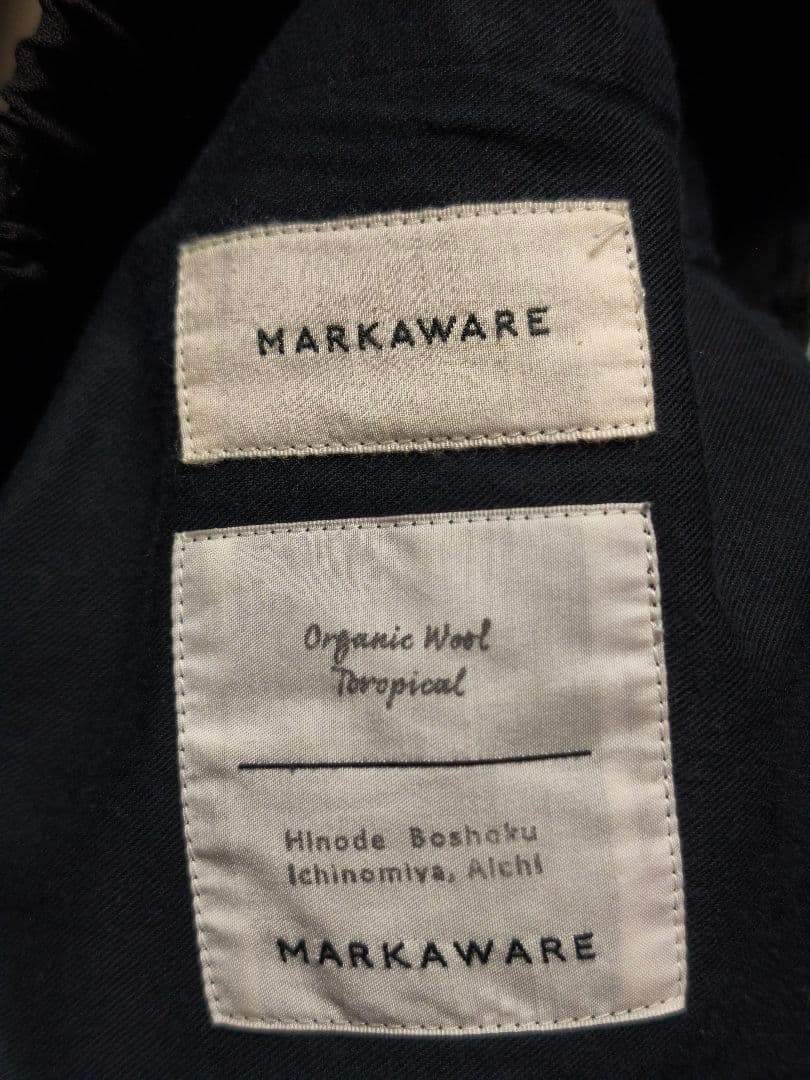 MARKAWARE
Organic Wool
Toropical
Hinode Boshoku
Ichinomiya, Aichi
MARKAWARE